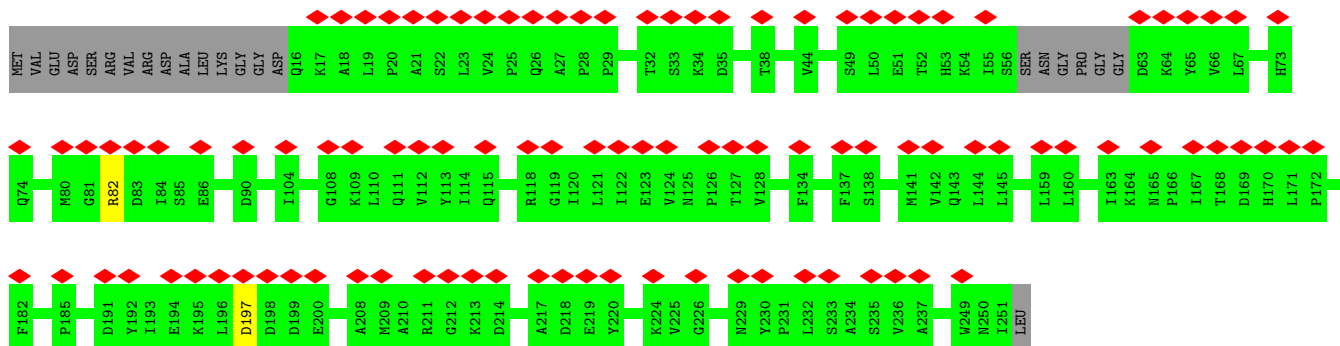 MET VAL GLU ASP SER ARG VAL ARG ASP ALA LEU LYS GLY GLY ASP Q16 K17 A18 L19 P20 A21 S22 L23 V24 P25 Q26 A27 P28 P29 T32 S33 K34 D35 T38 V44 S49 L50 E51 T52 H53 K54 I55 S56 SER ASN GLY PRO GLY GLY D63 K64 Y65 V66 L67 H73
Q74 M80 G81 R82 D83 I84 S85 E86 D90 I104 G108 K109 L110 Q111 V112 Y113 I114 Q115 R118 G119 I120 L121 I122 E123 V124 N125 P126 T127 V128 F134 F137 S138 M141 V142 Q143 L144 L145 L159 L160 I163 K164 N165 P166 I167 T168 D169 H170 L171 P172
F182 P185 D191 Y192 I193 E194 K195 L196 D197 D198 D199 E200 A208 M209 A210 R211 G212 K213 D214 A217 D218 E219 Y220 K224 V225 G226 N229 Y230 P231 L232 S233 A234 S235 V236 A237 W249 N250 I251 LEU